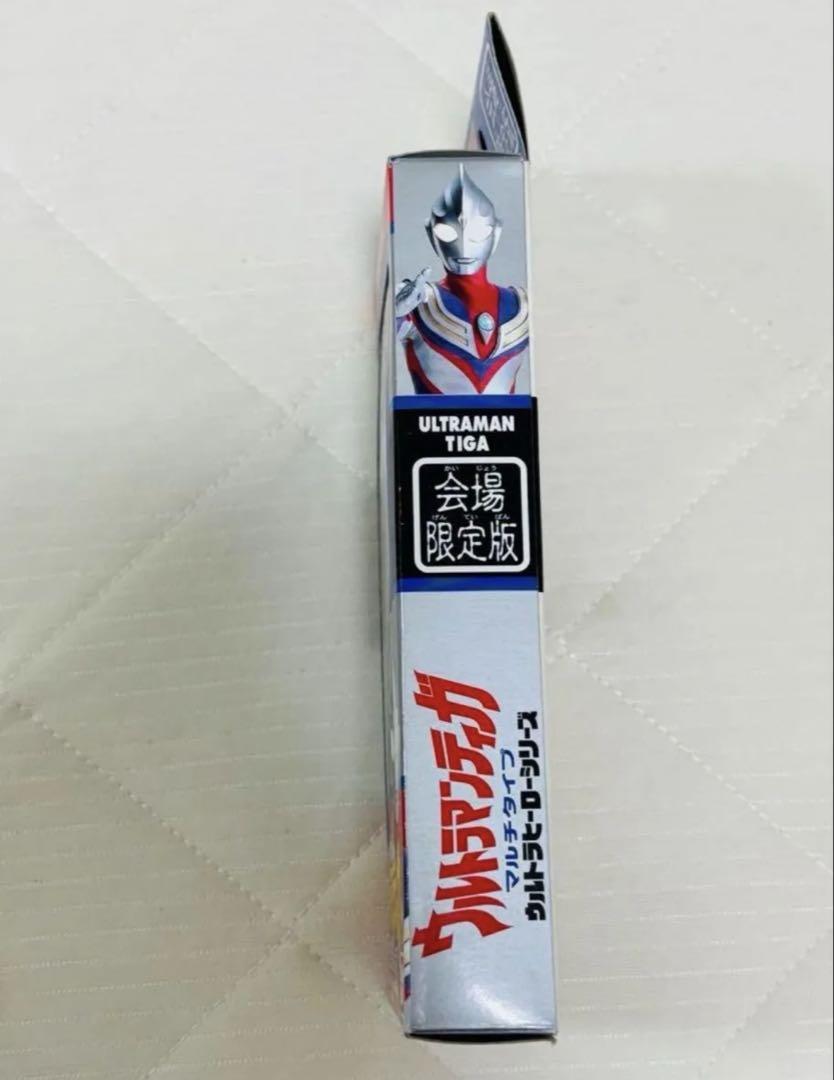 ULTRAMAN
TIGA
かい じょう
会場
げん てい ばん
限定版
ウルトラマンティガ
マルチタイプ
ウルトラヒーローシリーズ